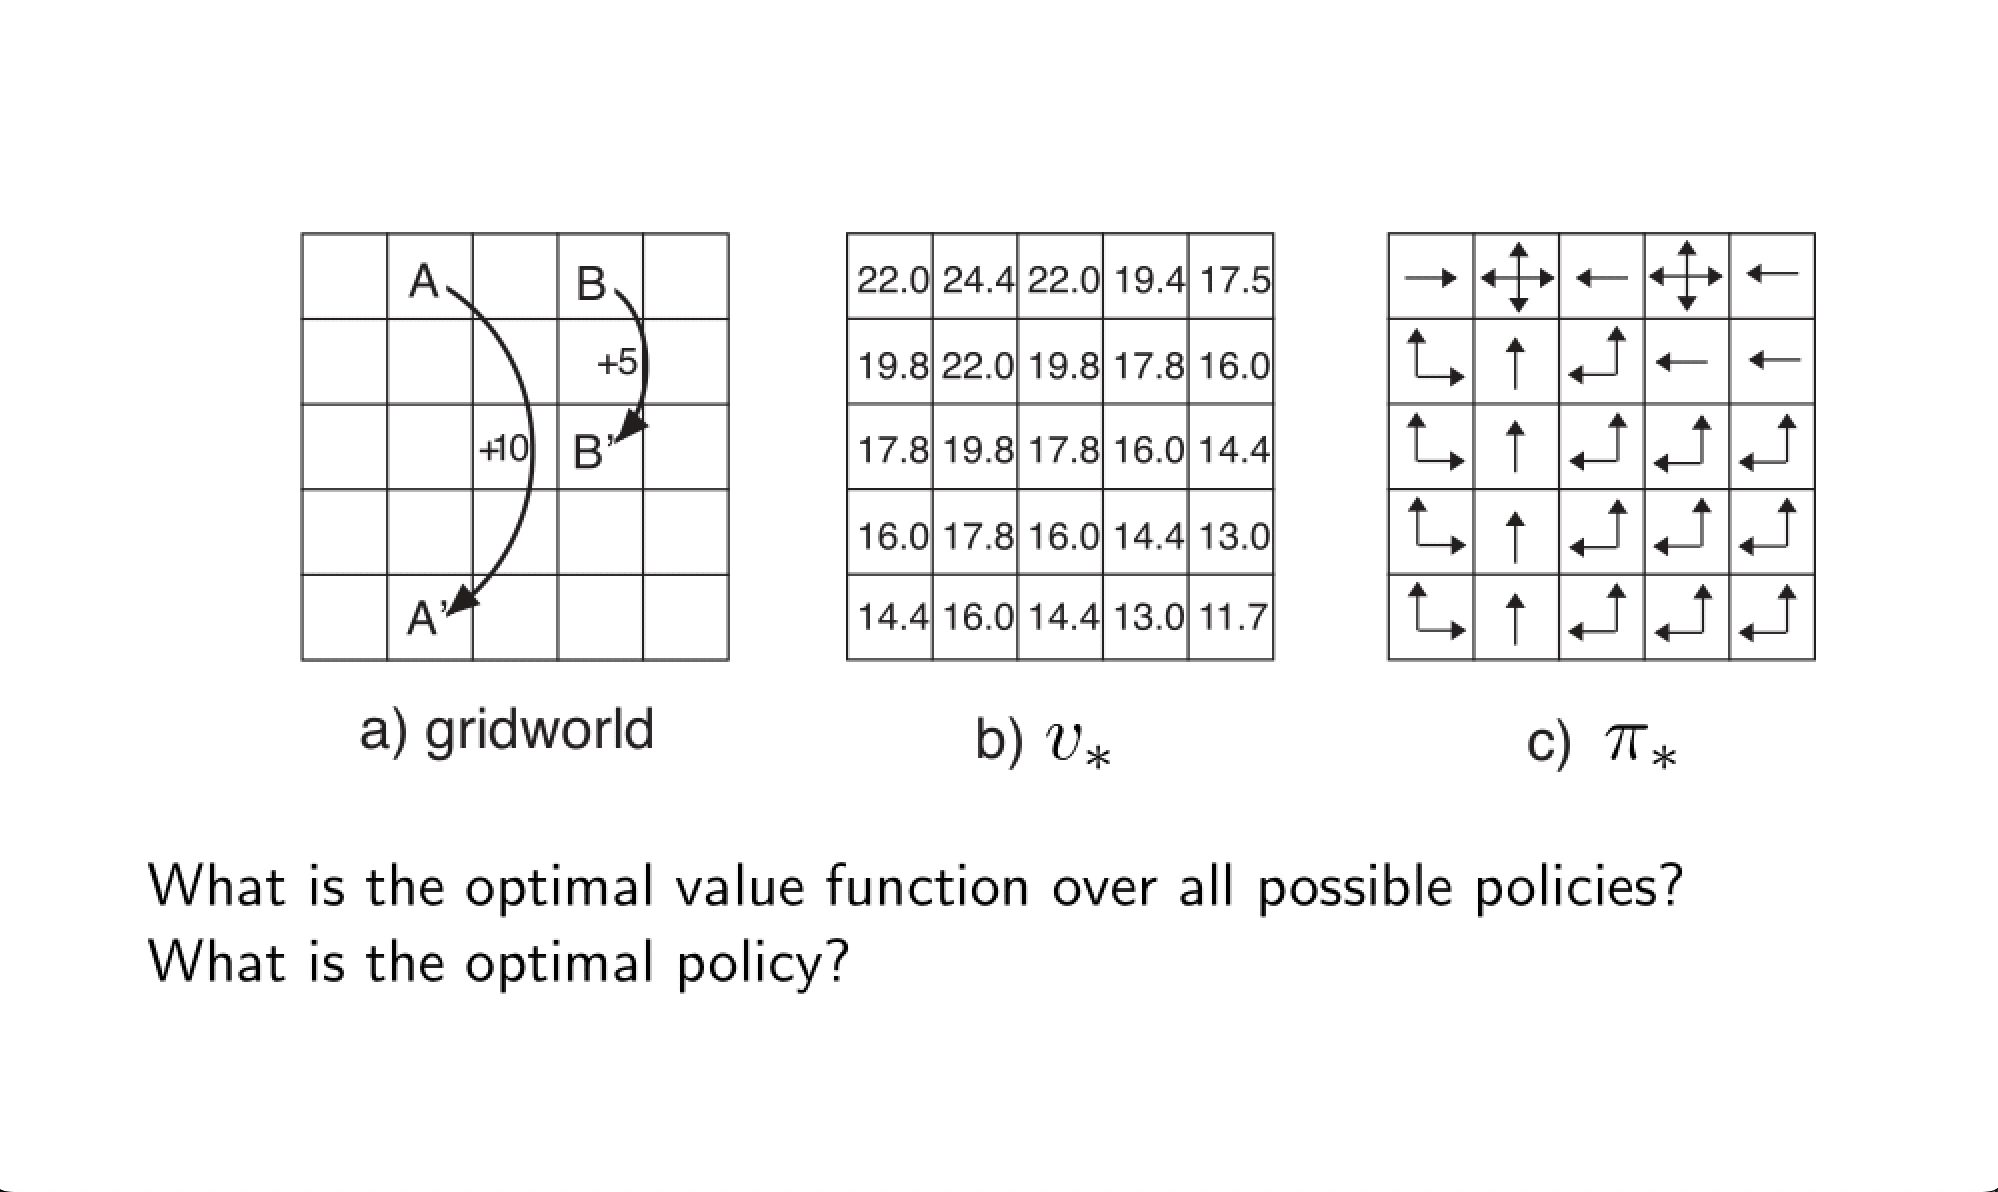 A B
+5
+10 B'
A'
22.0 24.4 22.0 19.4 17.5
19.8 22.0 19.8 17.8 16.0
17.8 19.8 17.8 16.0 14.4
16.0 17.8 16.0 14.4 13.0
14.4 16.0 14.4 13.0 11.7
a) gridworld
b) v*
c) π*
What is the optimal value function over all possible policies?
What is the optimal policy?